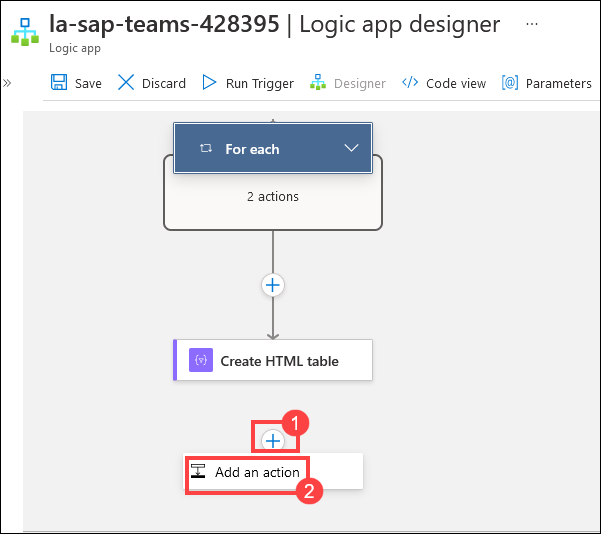 la-sap-teams-428395 | Logic app designer ...
Logic app
» Save Discard Run Trigger Designer </> Code view [@] Parameters
For each
2 actions
{v} Create HTML table
1
Add an action
2